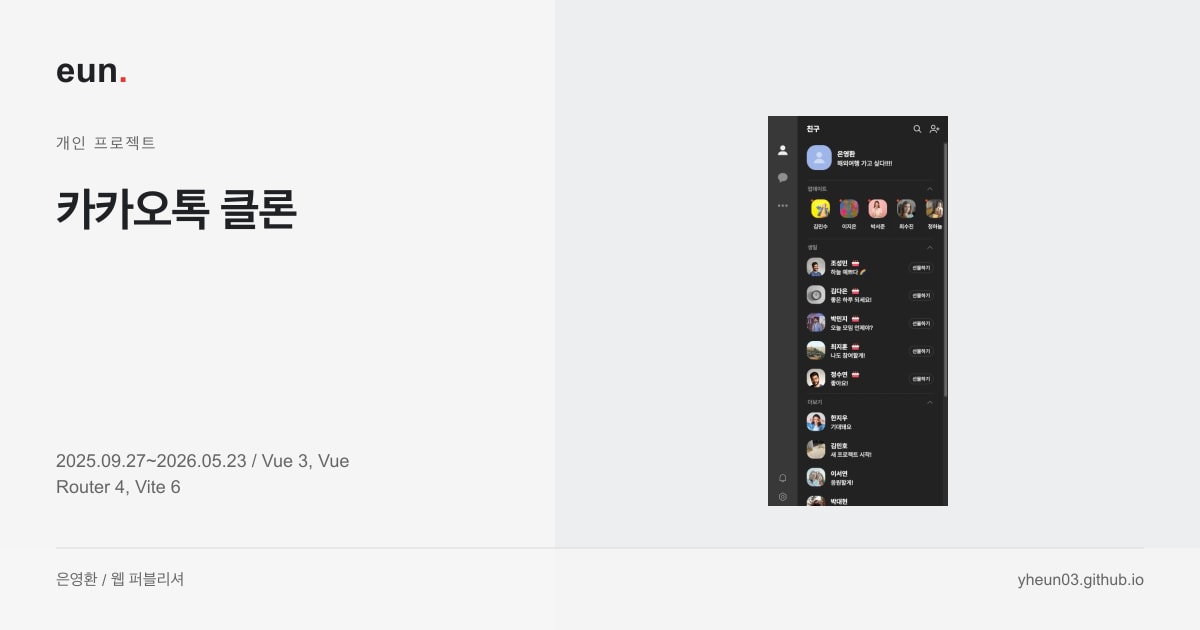 eun.
개인 프로젝트
카카오톡 클론
2025.09.27~2026.05.23 / Vue 3, Vue
Router 4, Vite 6
은영환 / 웹 퍼블리셔
yheun03.github.io
친구
은영환
해외여행 가고 싶다!!!!
업데이트
김민수 이지은 박서준 최수진 정하늘
생일
조성민
하늘 예쁘다
선물하기
김다은
좋은 하루 되세요!
선물하기
박민지
오늘 모임 언제야?
선물하기
최지훈
나도 참여할게!
선물하기
정수연
좋아요!
선물하기
더보기
한지우
기대돼요
김민호
새 프로젝트 시작!
이서연
응원할게!
박대현